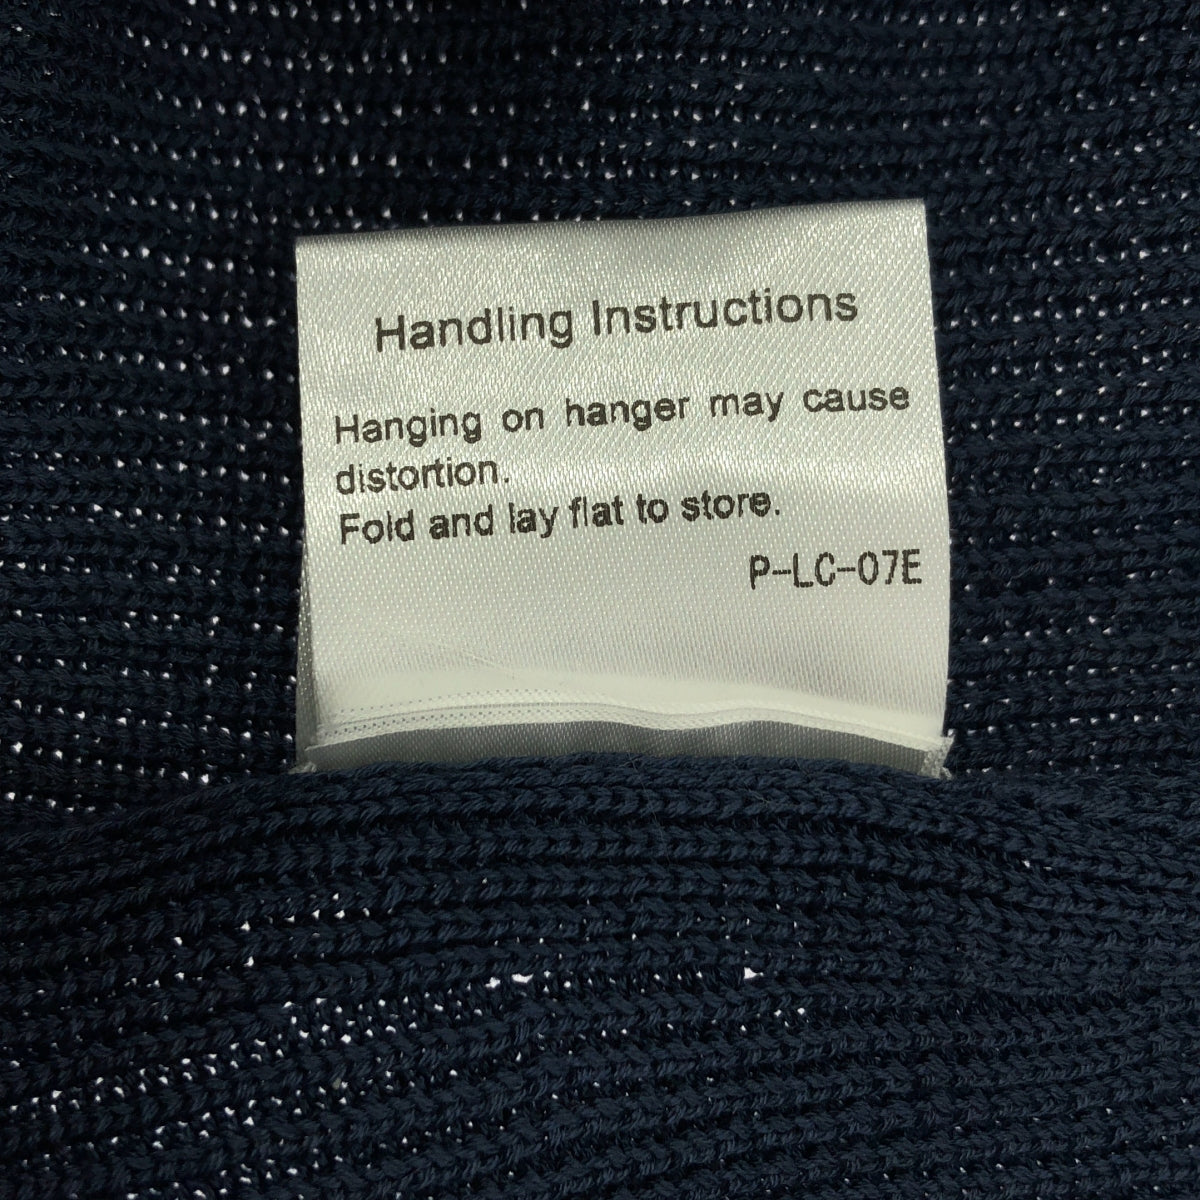 Handling Instructions
Hanging on hanger may cause
distortion.
Fold and lay flat to store.
P-LC-07E